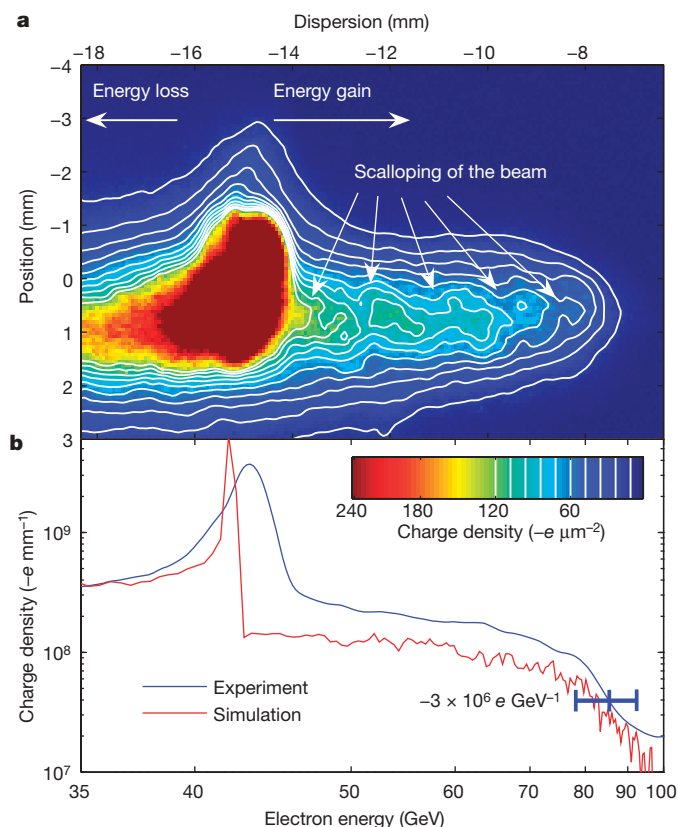 a
Dispersion (mm)
−18 −16 −14 −12 −10 −8
Energy loss Energy gain
Scalloping of the beam
Position (mm)
−4
−3
−2
−1
0
1
2
3
b
240 180 120 60
Charge density (−e μm⁻²)
Charge density (−e mm⁻¹)
10⁹
10⁸
10⁷
Experiment
Simulation
−3 × 10⁶ e GeV⁻¹
35 40 50 60 70 80 90 100
Electron energy (GeV)